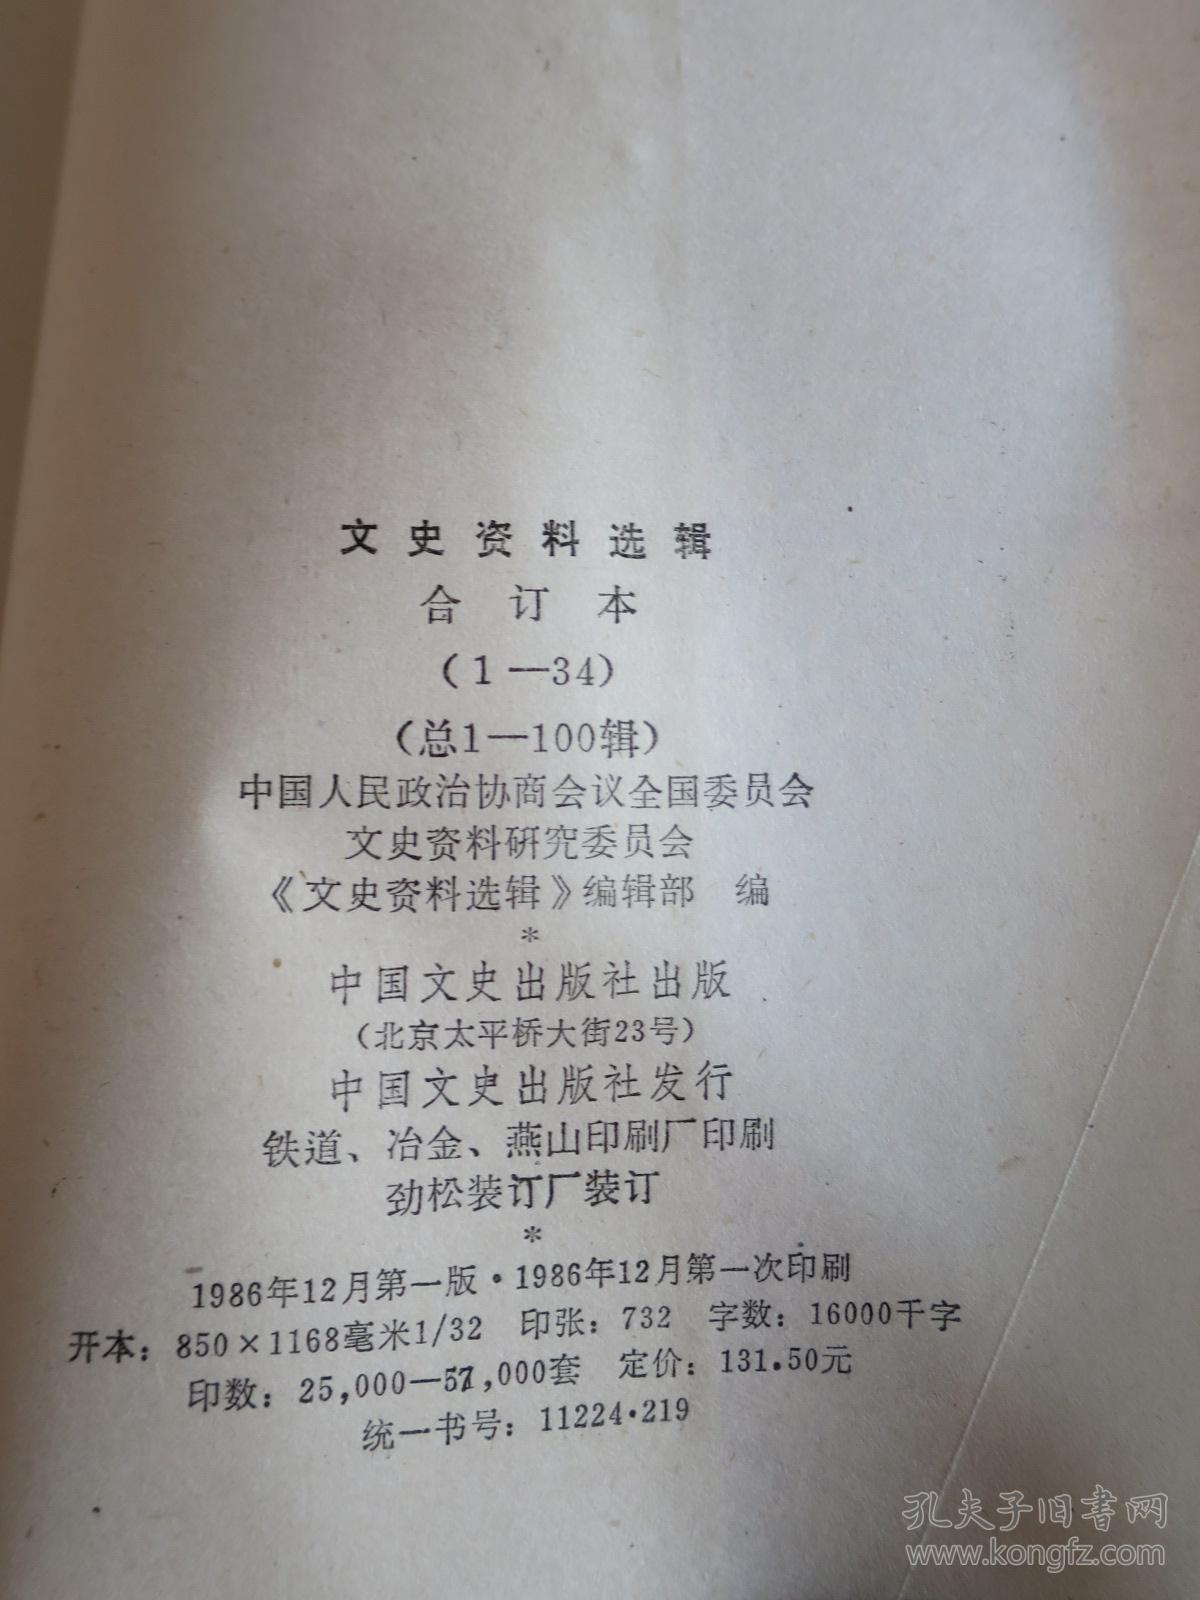 文史资料选辑
合订本
（1—34）
（总1—100辑）
中国人民政治协商会议全国委员会
文史资料研究委员会
《文史资料选辑》编辑部 编
*
中国文史出版社出版
（北京太平桥大街23号）
中国文史出版社发行
铁道、冶金、燕山印刷厂印刷
劲松装订厂装订
*
1986年12月第一版·1986年12月第一次印刷
开本：850×1168毫米1/32 印张：732 字数：16000千字
印数：25,000— ,000套 定价：131.50元
统一书号：11224·219
孔夫子旧书网
www.kongfz.com